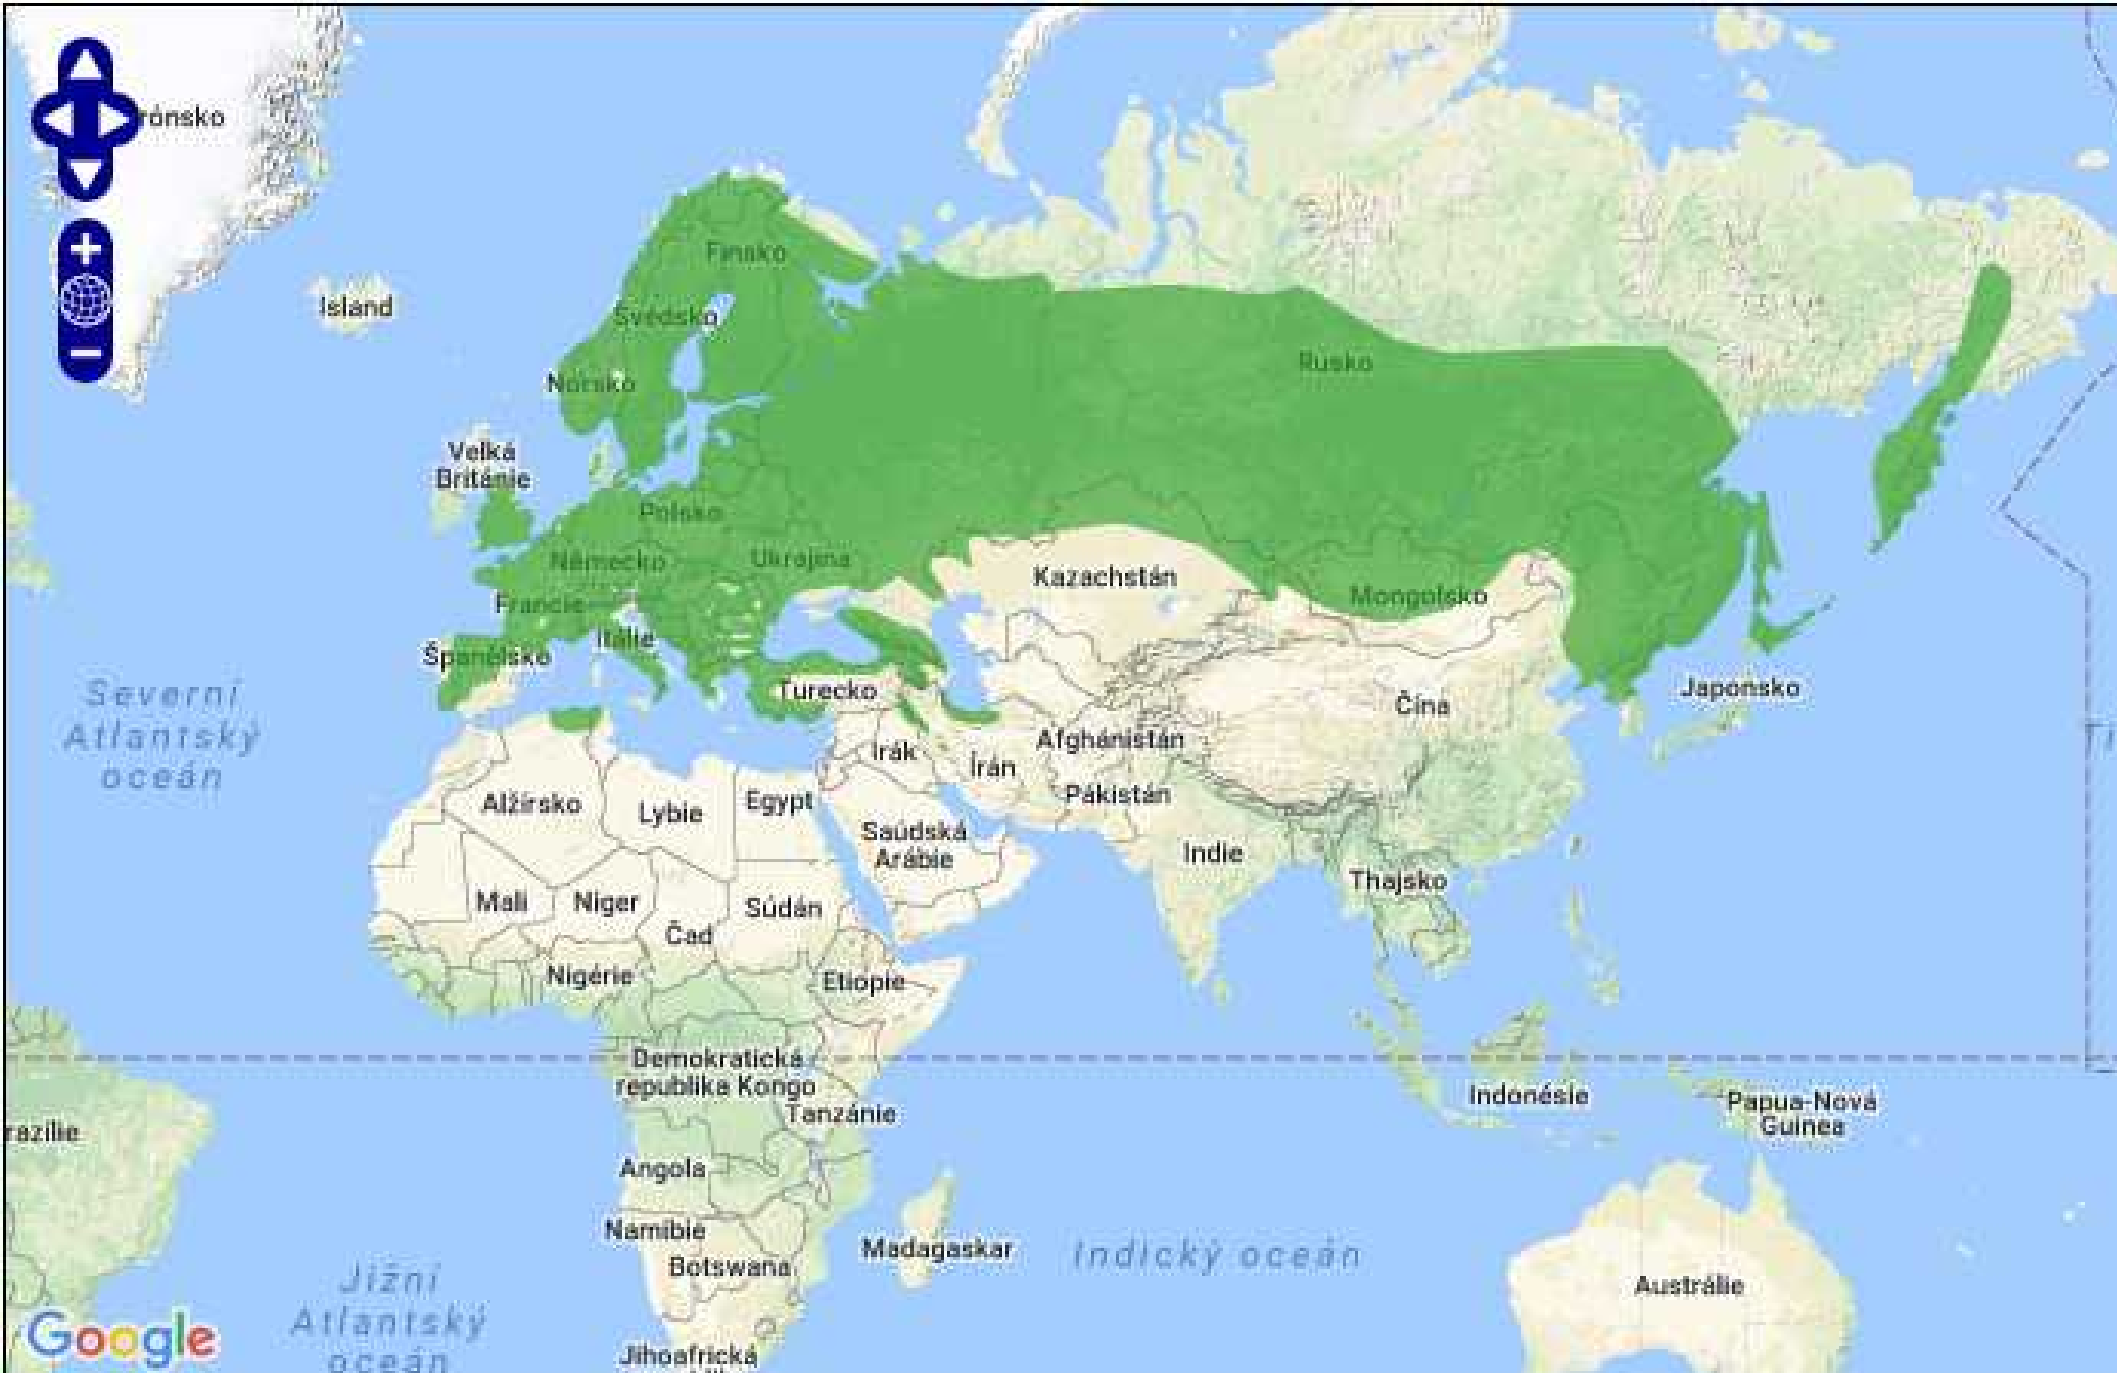 rónsko
Finsko
Island
Švédsko
Rusko
Norsko
Velká
Británie
Polsko
Německo
Ukrajina
Kazachstán
Francie
Mongolsko
Itálie
Španělsko
Turecko
Japonsko
Čína
Severní
Atlantský
oceán
Afghánistán
Irák
Írán
Pákistán
Alžírsko
Lybie
Egypt
Saúdská
Arábie
Indie
Thajsko
Mali
Niger
Súdán
Čad
Nigérie
Etiopie
Demokratická
republika Kongo
Tanzánie
Indonésie
Papua-Nová
Guinea
razílie
Angola
Namibie
Botswana
Madagaskar
Indický oceán
Austrálie
Jižní
Atlantský
oceán
Google
Jihoafrická